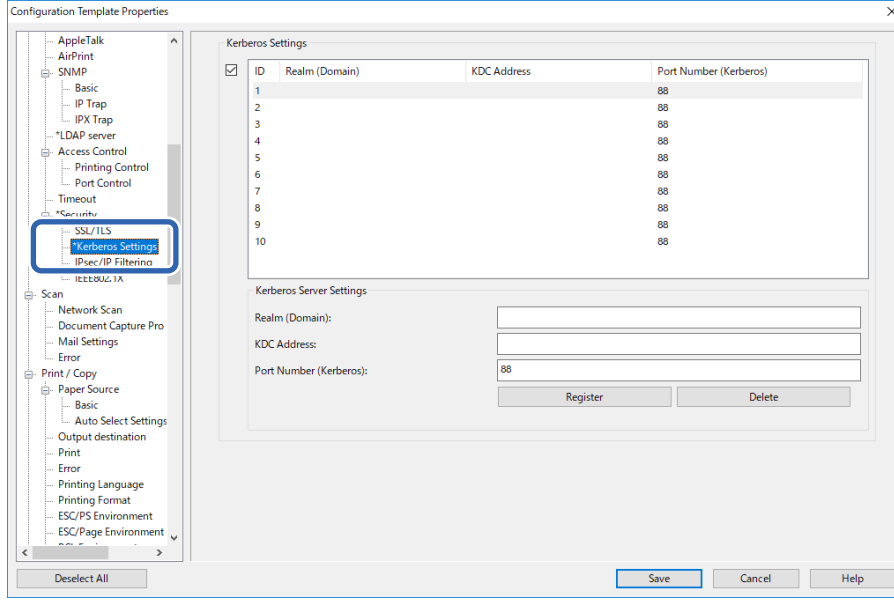 Configuration Template Properties
AppleTalk
AirPrint
SNMP
Basic
IP Trap
IPX Trap
*LDAP server
Access Control
Printing Control
Port Control
Timeout
*Security
SSL/TLS
*Kerberos Settings
IPsec/IP Filtering
IEEE802.1X
Scan
Network Scan
Document Capture Pro
Mail Settings
Error
Print / Copy
Paper Source
Basic
Auto Select Settings
Output destination
Print
Error
Printing Language
Printing Format
ESC/PS Environment
ESC/Page Environment
Kerberos Settings
ID Realm (Domain) KDC Address Port Number (Kerberos)
1 88
2 88
3 88
4 88
5 88
6 88
7 88
8 88
9 88
10 88
Kerberos Server Settings
Realm (Domain):
KDC Address:
Port Number (Kerberos): 88
Register Delete
Deselect All Save Cancel Help